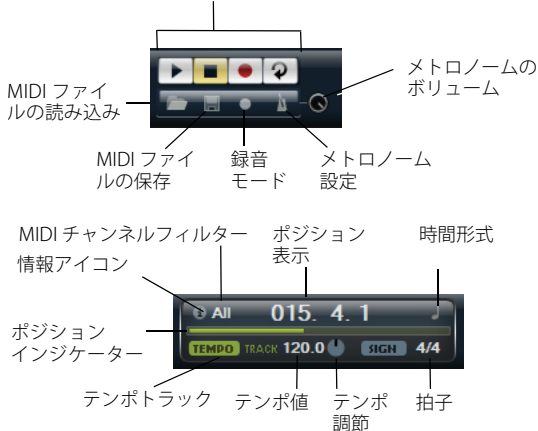 MIDI ファイ
ルの読み込み
メトロノームの
ボリューム
MIDI ファイ
ルの保存
録音
モード
メトロノーム
設定
MIDI チャンネルフィルター
ポジション
表示
時間形式
情報アイコン
All 015. 4. 1
ポジション
インジケーター
TEMPO TRACK 120.0 SIGN 4/4
テンポトラック
テンポ値
テンポ
調節
拍子